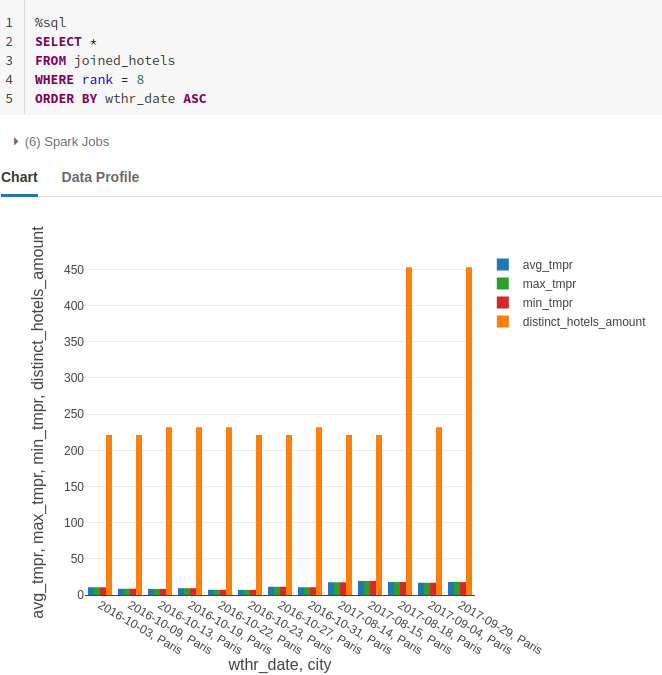 1 %sql
2 SELECT *
3 FROM joined_hotels
4 WHERE rank = 8
5 ORDER BY wthr_date ASC
(6) Spark Jobs
Chart Data Profile
avg_tmpr, max_tmpr, min_tmpr, distinct_hotels_amount
450
400
350
300
250
200
150
100
50
0
avg_tmpr
max_tmpr
min_tmpr
distinct_hotels_amount
2016-10-03, Paris
2016-10-09, Paris
2016-10-13, Paris
2016-10-19, Paris
2016-10-22, Paris
2016-10-23, Paris
2016-10-27, Paris
2016-10-31, Paris
2017-08-14, Paris
2017-08-15, Paris
2017-08-18, Paris
2017-09-04, Paris
2017-09-29, Paris
wthr_date, city